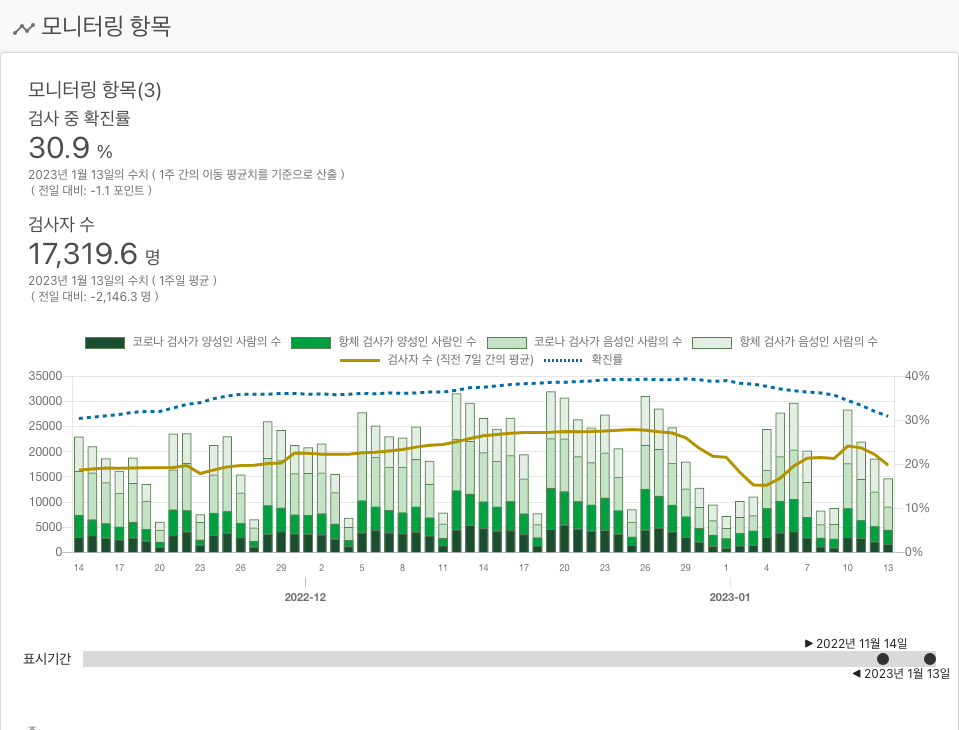 모니터링 항목
모니터링 항목(3)
검사 중 확진률
30.9 %
2023년 1월 13일의 수치 ( 1주 간의 이동 평균치를 기준으로 산출 )
( 전일 대비: -1.1 포인트 )
검사자 수
17,319.6 명
2023년 1월 13일의 수치 ( 1주일 평균 )
( 전일 대비: -2,146.3 명 )
코로나 검사가 양성인 사람의 수 항체 검사가 양성인 사람인 수 코로나 검사가 음성인 사람의 수 항체 검사가 음성인 사람의 수
검사자 수 (직전 7일 간의 평균) 확진률
35000 40%
30000
25000 30%
20000
20%
15000
10000 10%
5000
0 0%
14 17 20 23 26 29 2 5 8 11 14 17 20 23 26 29 1 4 7 10 13
2022-12 2023-01
▶ 2022년 11월 14일
표시기간
◀ 2023년 1월 13일